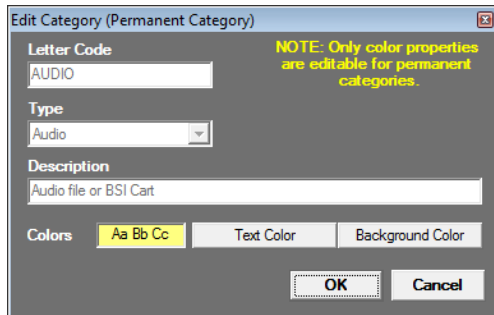 Edit Category (Permanent Category)
Letter Code
NOTE: Only color properties
are editable for permanent
categories.
AUDIO
Type
Audio
Description
Audio file or BSI Cart
Colors Aa Bb Cc Text Color Background Color
OK Cancel